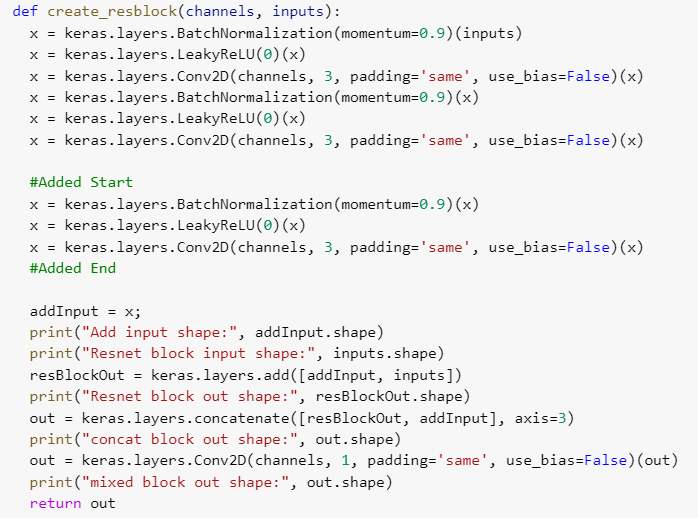 def create_resblock(channels, inputs):
  x = keras.layers.BatchNormalization(momentum=0.9)(inputs)
  x = keras.layers.LeakyReLU(0)(x)
  x = keras.layers.Conv2D(channels, 3, padding='same', use_bias=False)(x)
  x = keras.layers.BatchNormalization(momentum=0.9)(x)
  x = keras.layers.LeakyReLU(0)(x)
  x = keras.layers.Conv2D(channels, 3, padding='same', use_bias=False)(x)

  #Added Start
  x = keras.layers.BatchNormalization(momentum=0.9)(x)
  x = keras.layers.LeakyReLU(0)(x)
  x = keras.layers.Conv2D(channels, 3, padding='same', use_bias=False)(x)
  #Added End

  addInput = x;
  print("Add input shape:", addInput.shape)
  print("Resnet block input shape:", inputs.shape)
  resBlockOut = keras.layers.add([addInput, inputs])
  print("Resnet block out shape:", resBlockOut.shape)
  out = keras.layers.concatenate([resBlockOut, addInput], axis=3)
  print("concat block out shape:", out.shape)
  out = keras.layers.Conv2D(channels, 1, padding='same', use_bias=False)(out)
  print("mixed block out shape:", out.shape)
  return out